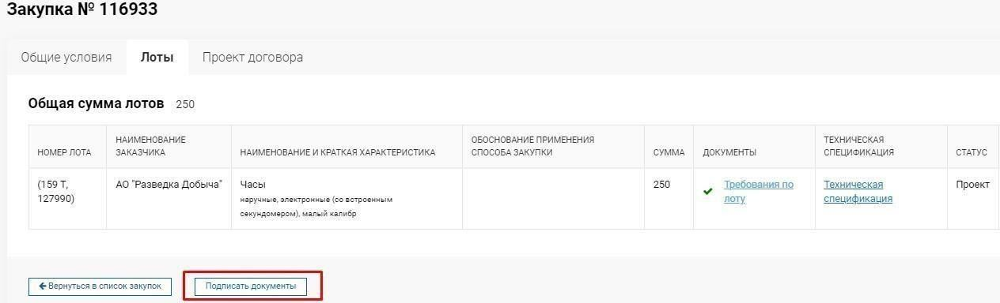 Закупка № 116933
Общие условия Лоты Проект договора
Общая сумма лотов 250
НОМЕР ЛОТА
НАИМЕНОВАНИЕ
ЗАКАЗЧИКА
НАИМЕНОВАНИЕ И КРАТКАЯ ХАРАКТЕРИСТИКА
ОБОСНОВАНИЕ ПРИМЕНЕНИЯ
СПОСОБА ЗАКУПКИ
СУММА
ДОКУМЕНТЫ
ТЕХНИЧЕСКАЯ
СПЕЦИФИКАЦИЯ
СТАТУС
(159 Т,
127990)
АО "Разведка Добыча"
Часы
наручные, электронные (со встроенным
секундомером), малый калибр
250
Требования по
лоту
Техническая
спецификация
Проект
Вернуться в список закупок
Подписать документы